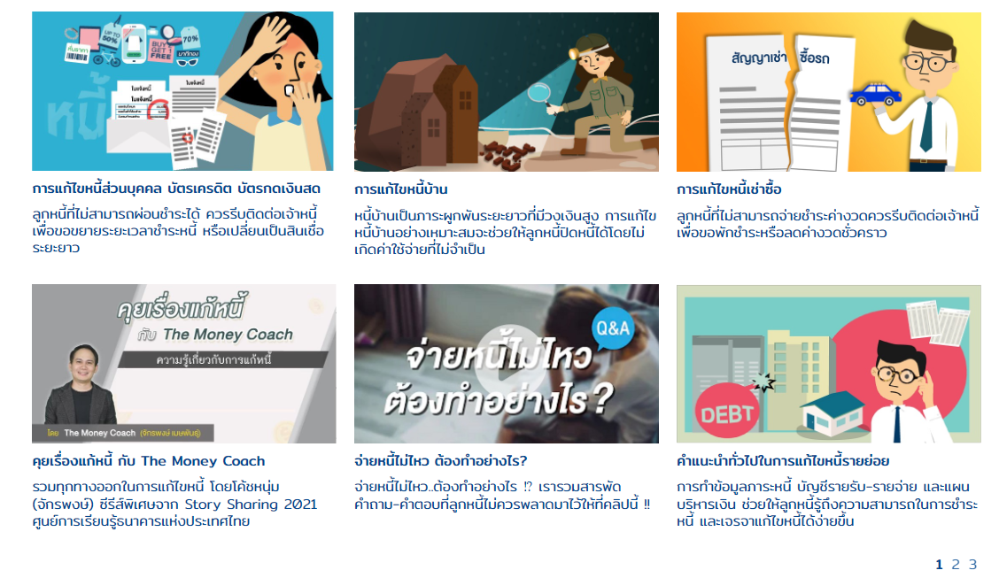 ค้นราคา
UP TO 50%
BUY 1 GET 1 FREE
70%
นาทีทอง
หนี้
ใบแจ้งหนี้
ใบแจ้งหนี้
ใบแจ้งหนี้
สัญญาเช่า ซื้อรถ
การแก้ไขหนี้ส่วนบุคคล บัตรเครดิต บัตรกดเงินสด
ลูกหนี้ที่ไม่สามารถผ่อนชำระได้ ควรรีบติดต่อเจ้าหนี้
เพื่อขอขยายระยะเวลาชำระหนี้ หรือเปลี่ยนเป็นสินเชื่อ
ระยะยาว
การแก้ไขหนี้บ้าน
หนี้บ้านเป็นภาระผูกพันระยะยาวที่มีวงเงินสูง การแก้ไข
หนี้บ้านอย่างเหมาะสมจะช่วยให้ลูกหนี้ปิดหนี้ได้โดยไม่
เกิดค่าใช้จ่ายที่ไม่จำเป็น
การแก้ไขหนี้เช่าซื้อ
ลูกหนี้ที่ไม่สามารถจ่ายชำระค่างวดควรรีบติดต่อเจ้าหนี้
เพื่อขอพักชำระหรือลดค่างวดชั่วคราว
คุยเรื่องแก้หนี้
กับ The Money Coach
ความรู้เกี่ยวกับการแก้หนี้
โดย The Money Coach (จักรพงษ์ เมษพันธุ์)
Q&A
จ่ายหนี้ไม่ไหว
ต้องทำอย่างไร?
DEBT
คุยเรื่องแก้หนี้ กับ The Money Coach
รวมทุกทางออกในการแก้ไขหนี้ โดยโค้ชหนุ่ม
(จักรพงษ์) ซีรีส์พิเศษจาก Story Sharing 2021
ศูนย์การเรียนรู้ธนาคารแห่งประเทศไทย
จ่ายหนี้ไม่ไหว ต้องทำอย่างไร?
จ่ายหนี้ไม่ไหว..ต้องทำอย่างไร !? เรารวมสารพัด
คำถาม-คำตอบที่ลูกหนี้ไม่ควรพลาดมาไว้ให้ที่คลิปนี้ !!
คำแนะนำทั่วไปในการแก้ไขหนี้รายย่อย
การทำข้อมูลภาระหนี้ บัญชีรายรับ-รายจ่าย และแผน
บริหารเงิน ช่วยให้ลูกหนี้รู้ถึงความสามารถในการชำระ
หนี้ และเจรจาแก้ไขหนี้ได้ง่ายขึ้น
1 2 3